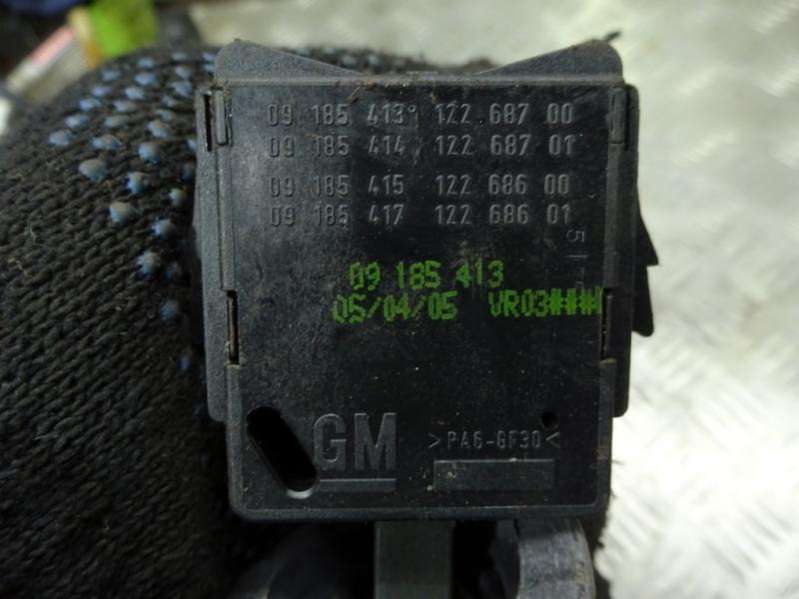 09 185 413 122 687 00
09 185 414 122 687 01
09 185 415 122 686 00
09 185 417 122 686 01
5
09 185 413
05/04/05 VR03###
GM
>PA6-GF30<